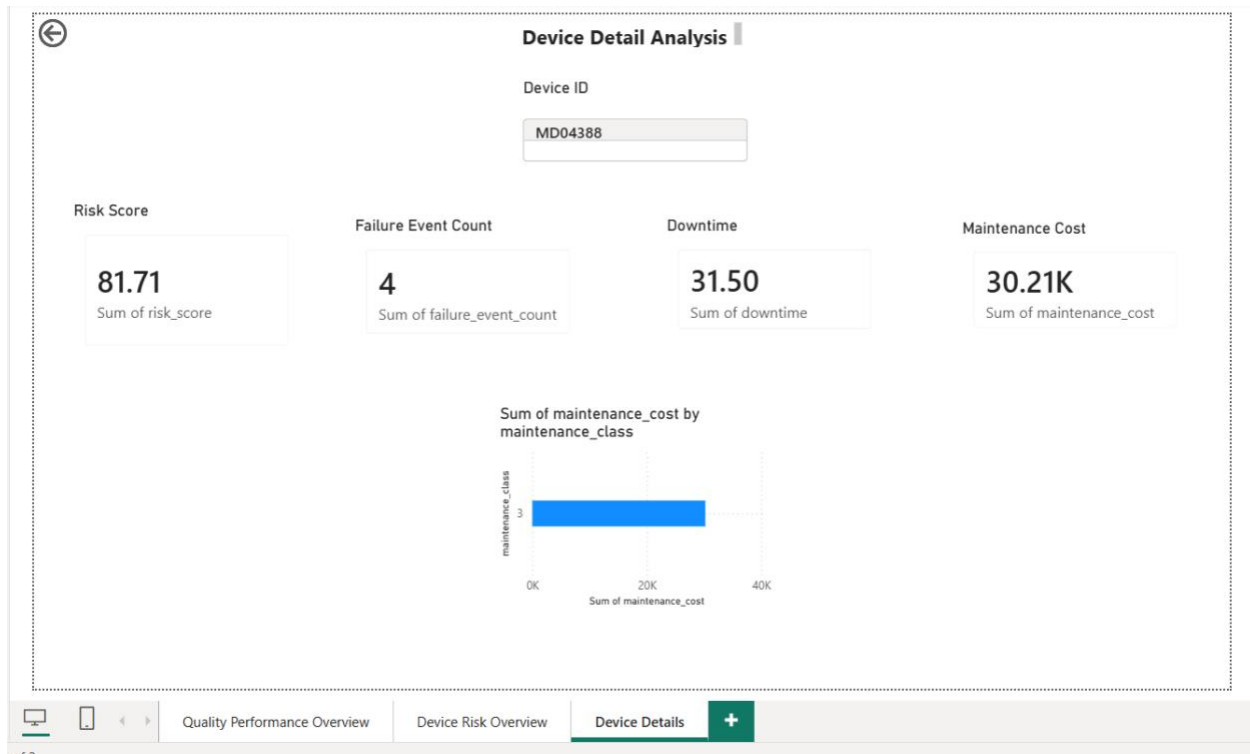 Device Detail Analysis
Device ID
MD04388
Risk Score
Failure Event Count
Downtime
Maintenance Cost
81.71
Sum of risk_score
4
Sum of failure_event_count
31.50
Sum of downtime
30.21K
Sum of maintenance_cost
Sum of maintenance_cost by
maintenance_class
maintenance_class
3
0K
20K
40K
Sum of maintenance_cost
Quality Performance Overview
Device Risk Overview
Device Details
+